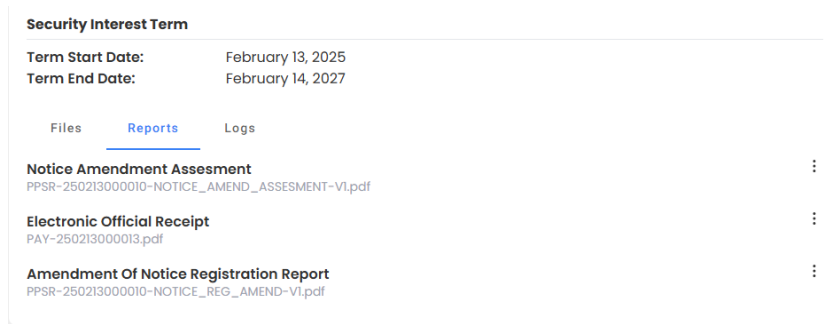 Security Interest Term
Term Start Date: February 13, 2025
Term End Date: February 14, 2027
Files Reports Logs
Notice Amendment Assesment
PPSR-250213000010-NOTICE_AMEND_ASSESMENT-V1.pdf
Electronic Official Receipt
PAY-250213000013.pdf
Amendment Of Notice Registration Report
PPSR-250213000010-NOTICE_REG_AMEND-V1.pdf